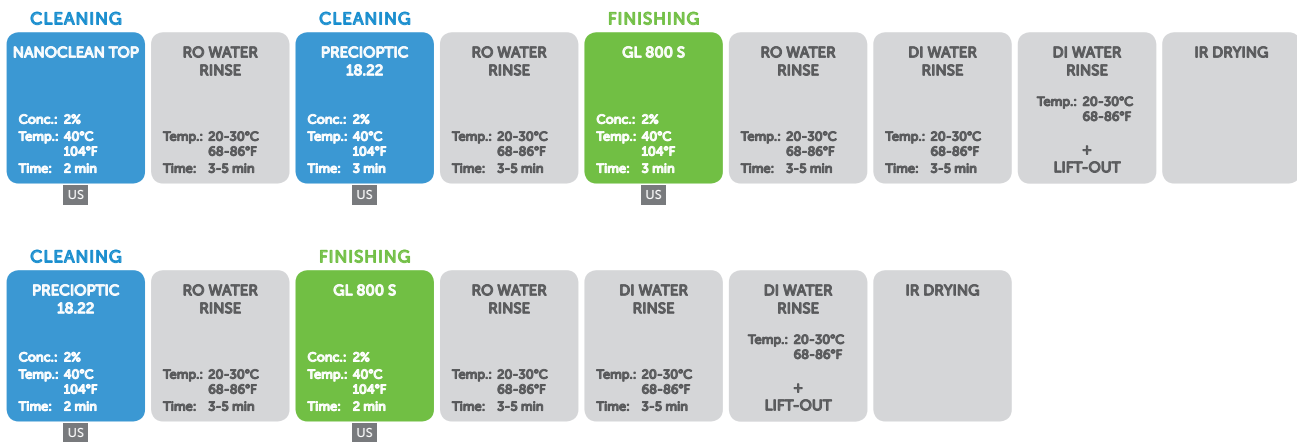 CLEANING
NANOCLEAN TOP
Conc.: 2%
Temp.: 40°C
104°F
Time: 2 min
US
RO WATER
RINSE
Temp.: 20-30°C
68-86°F
Time: 3-5 min
CLEANING
PRECIOPTIC
18.22
Conc.: 2%
Temp.: 40°C
104°F
Time: 3 min
US
RO WATER
RINSE
Temp.: 20-30°C
68-86°F
Time: 3-5 min
FINISHING
GL 800 S
Conc.: 2%
Temp.: 40°C
104°F
Time: 3 min
US
RO WATER
RINSE
Temp.: 20-30°C
68-86°F
Time: 3-5 min
DI WATER
RINSE
Temp.: 20-30°C
68-86°F
Time: 3-5 min
DI WATER
RINSE
Temp.: 20-30°C
68-86°F
+
LIFT-OUT
IR DRYING
CLEANING
PRECIOPTIC
18.22
Conc.: 2%
Temp.: 40°C
104°F
Time: 2 min
US
RO WATER
RINSE
Temp.: 20-30°C
68-86°F
Time: 3-5 min
FINISHING
GL 800 S
Conc.: 2%
Temp.: 40°C
104°F
Time: 2 min
US
RO WATER
RINSE
Temp.: 20-30°C
68-86°F
Time: 3-5 min
DI WATER
RINSE
Temp.: 20-30°C
68-86°F
Time: 3-5 min
DI WATER
RINSE
Temp.: 20-30°C
68-86°F
+
LIFT-OUT
IR DRYING